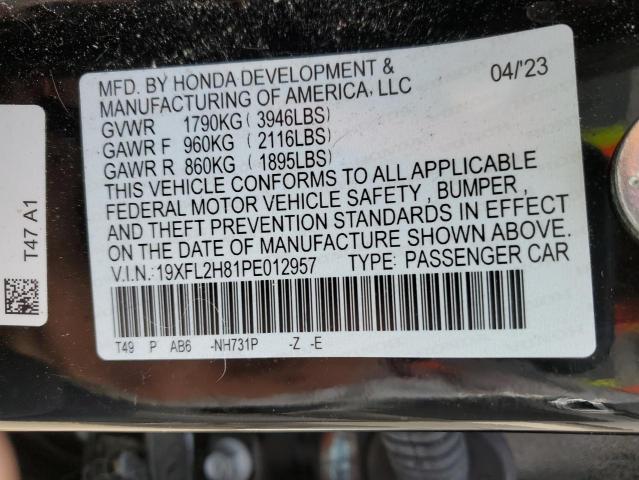 MFD. BY HONDA DEVELOPMENT & 04/'23
MANUFACTURING OF AMERICA, LLC
GVWR 1790KG ( 3946LBS)
GAWR F 960KG ( 2116LBS)
GAWR R 860KG ( 1895LBS)
THIS VEHICLE CONFORMS TO ALL APPLICABLE
FEDERAL MOTOR VEHICLE SAFETY , BUMPER ,
AND THEFT PREVENTION STANDARDS IN EFFECT
ON THE DATE OF MANUFACTURE SHOWN ABOVE.
V.I.N.: 19XFL2H81PE012957 TYPE: PASSENGER CAR
T49 P AB6 -NH731P -Z -E
T47 A1